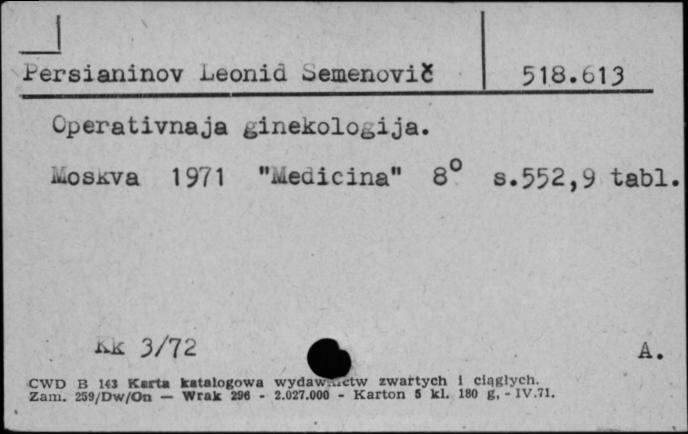 Persianinov Leonid Semenovič 518.613
Operativnaja ginekologija.
Moskva 1971 "Medicina" 8° s.552,9 tabl.
Kk 3/72 A.
CWD B 143 Karta katalogowa wydawnictw zwartych i ciągłych.
Zam. 259/Dw/On — Wrak 296 - 2.027.000 - Karton 5 kl. 180 g, - IV.71.